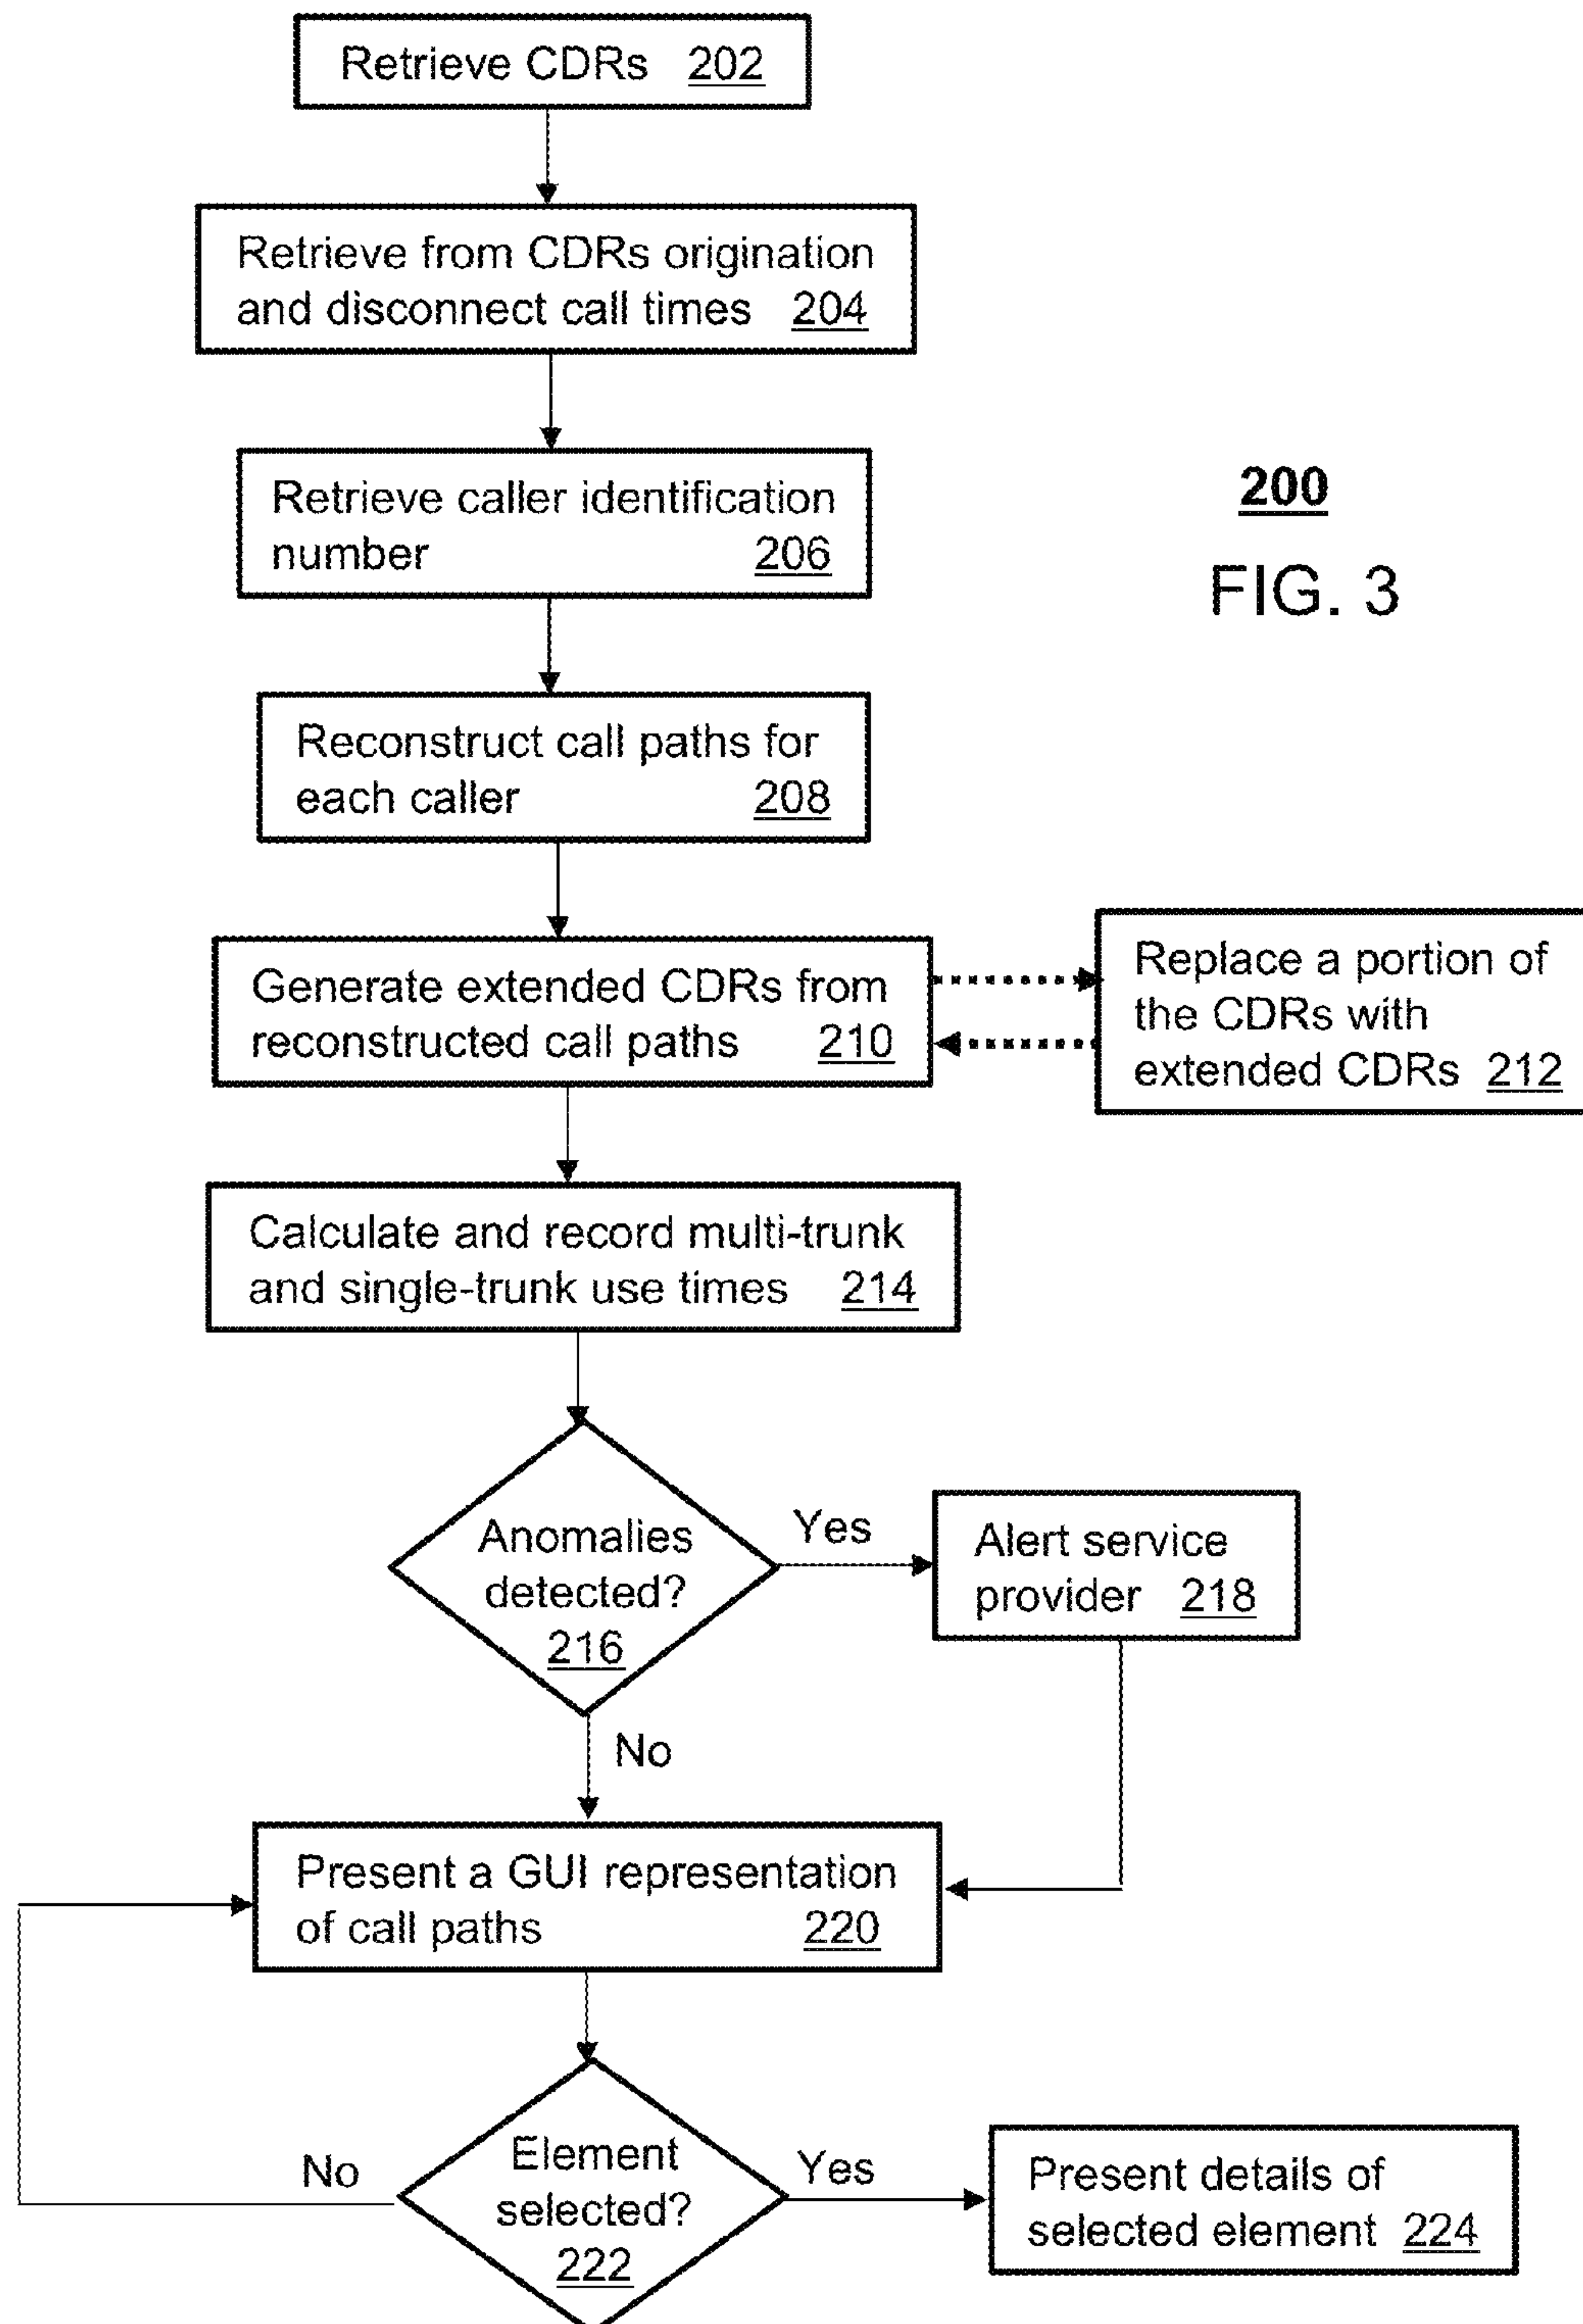 Retrieve CDRs 202
Retrieve from CDRs origination
and disconnect call times 204
Retrieve caller identification
number 206
200
FIG. 3
Reconstruct call paths for
each caller 208
Generate extended CDRs from
reconstructed call paths 210
Replace a portion of
the CDRs with
extended CDRs 212
Calculate and record multi-trunk
and single-trunk use times 214
Anomalies
detected?
216
Yes
Alert service
provider 218
No
Present a GUI representation
of call paths 220
Element
selected?
222
No
Yes
Present details of
selected element 224